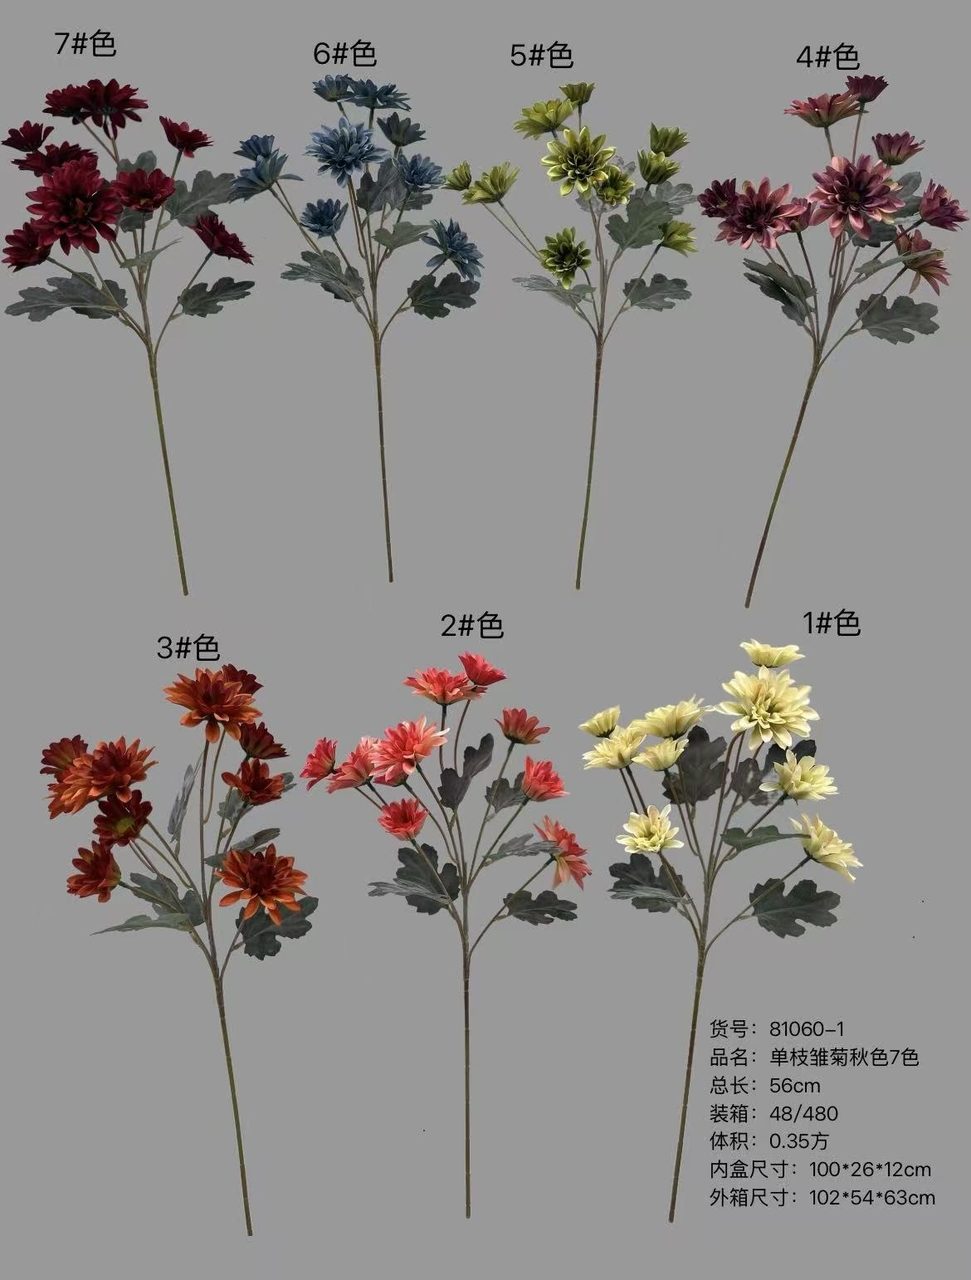 7#色
6#色
5#色
4#色
3#色
2#色
1#色
货号：81060-1
品名：单枝雏菊秋色7色
总长：56cm
装箱：48/480
体积：0.35方
内盒尺寸：100*26*12cm
外箱尺寸：102*54*63cm